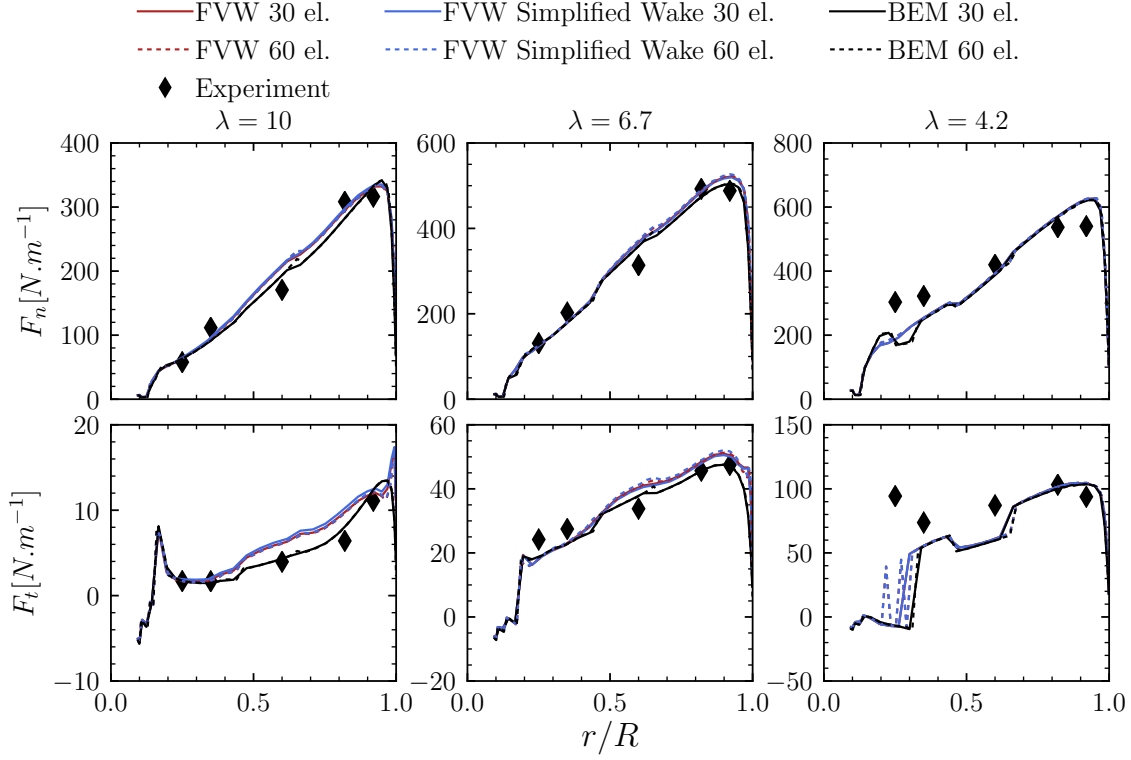 FVW 30 el. FVW Simplified Wake 30 el. BEM 30 el.
FVW 60 el. FVW Simplified Wake 60 el. BEM 60 el.
Experiment
λ = 10 λ = 6.7 λ = 4.2
400 600 800
300
600
400
200
400
200
100
200
0 0 0
F_n[N.m^{-1}]
20 60 150
40
100
10
20
50
0
0
0
−10 −20 −50
F_t[N.m^{-1}]
0.0 0.5 1.0 0.0 0.5 1.0 0.0 0.5 1.0
r/R